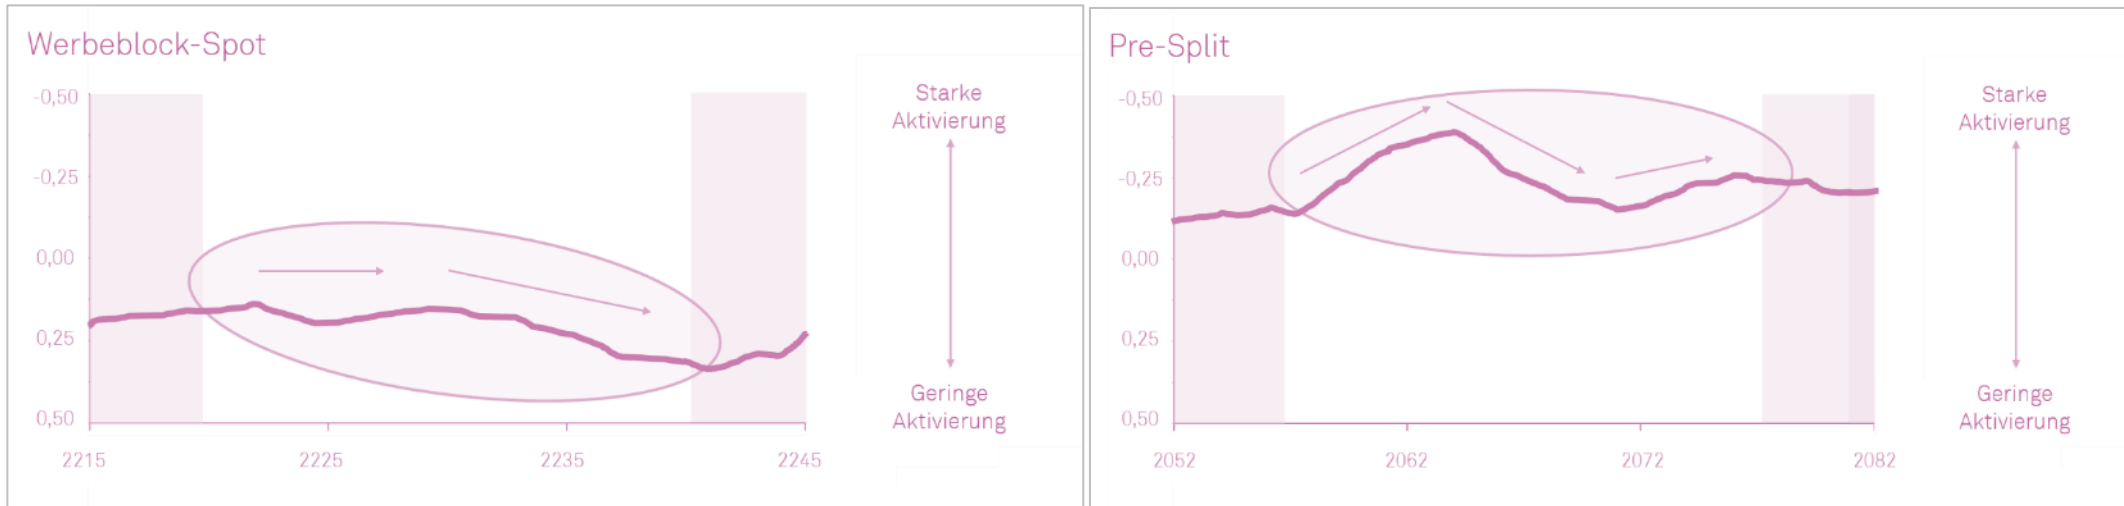 Werbeblock-Spot
-0,50
-0,25
0,00
0,25
0,50
2215
2225
2235
2245
Starke
Aktivierung
Geringe
Aktivierung
Pre-Split
-0,50
-0,25
0,00
0,25
0,50
2052
2062
2072
2082
Starke
Aktivierung
Geringe
Aktivierung